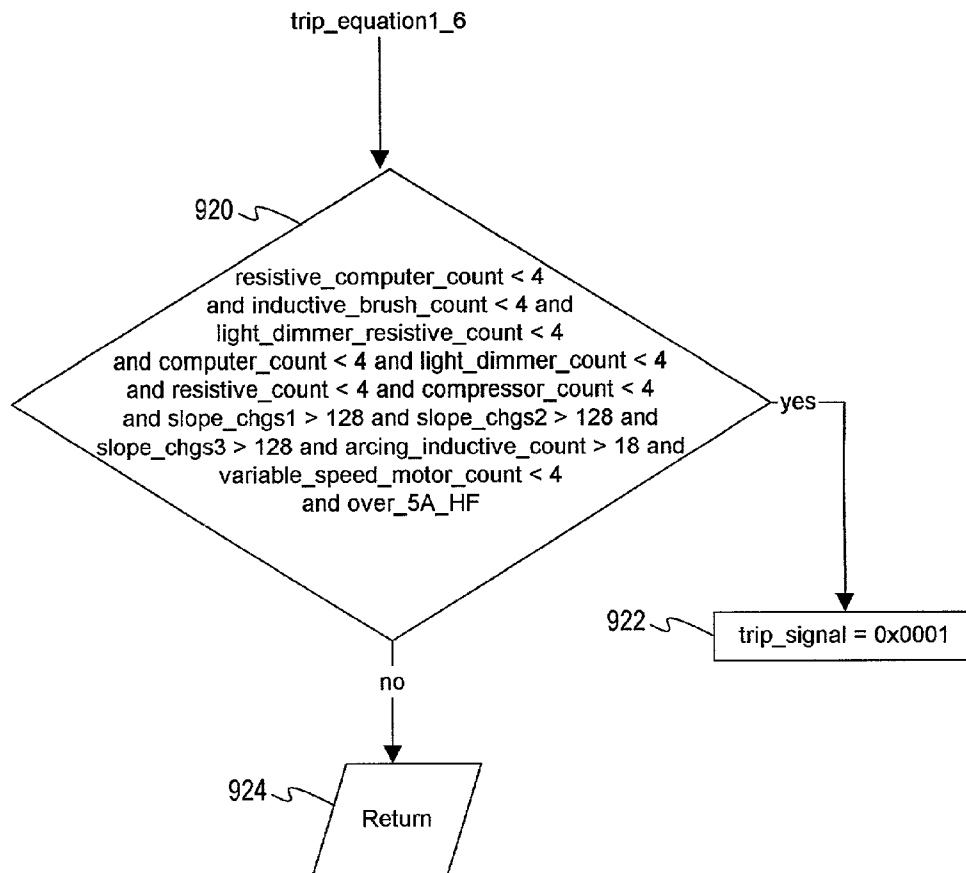 trip_equation1_6
920
resistive_computer_count < 4
and inductive_brush_count < 4 and
light_dimmer_resistive_count < 4
and computer_count < 4 and light_dimmer_count < 4
and resistive_count < 4 and compressor_count < 4
and slope_chgs1 > 128 and slope_chgs2 > 128 and
slope_chgs3 > 128 and arcing_inductive_count > 18 and
variable_speed_motor_count < 4
and over_5A_HF
yes
922
trip_signal = 0x0001
no
924
Return